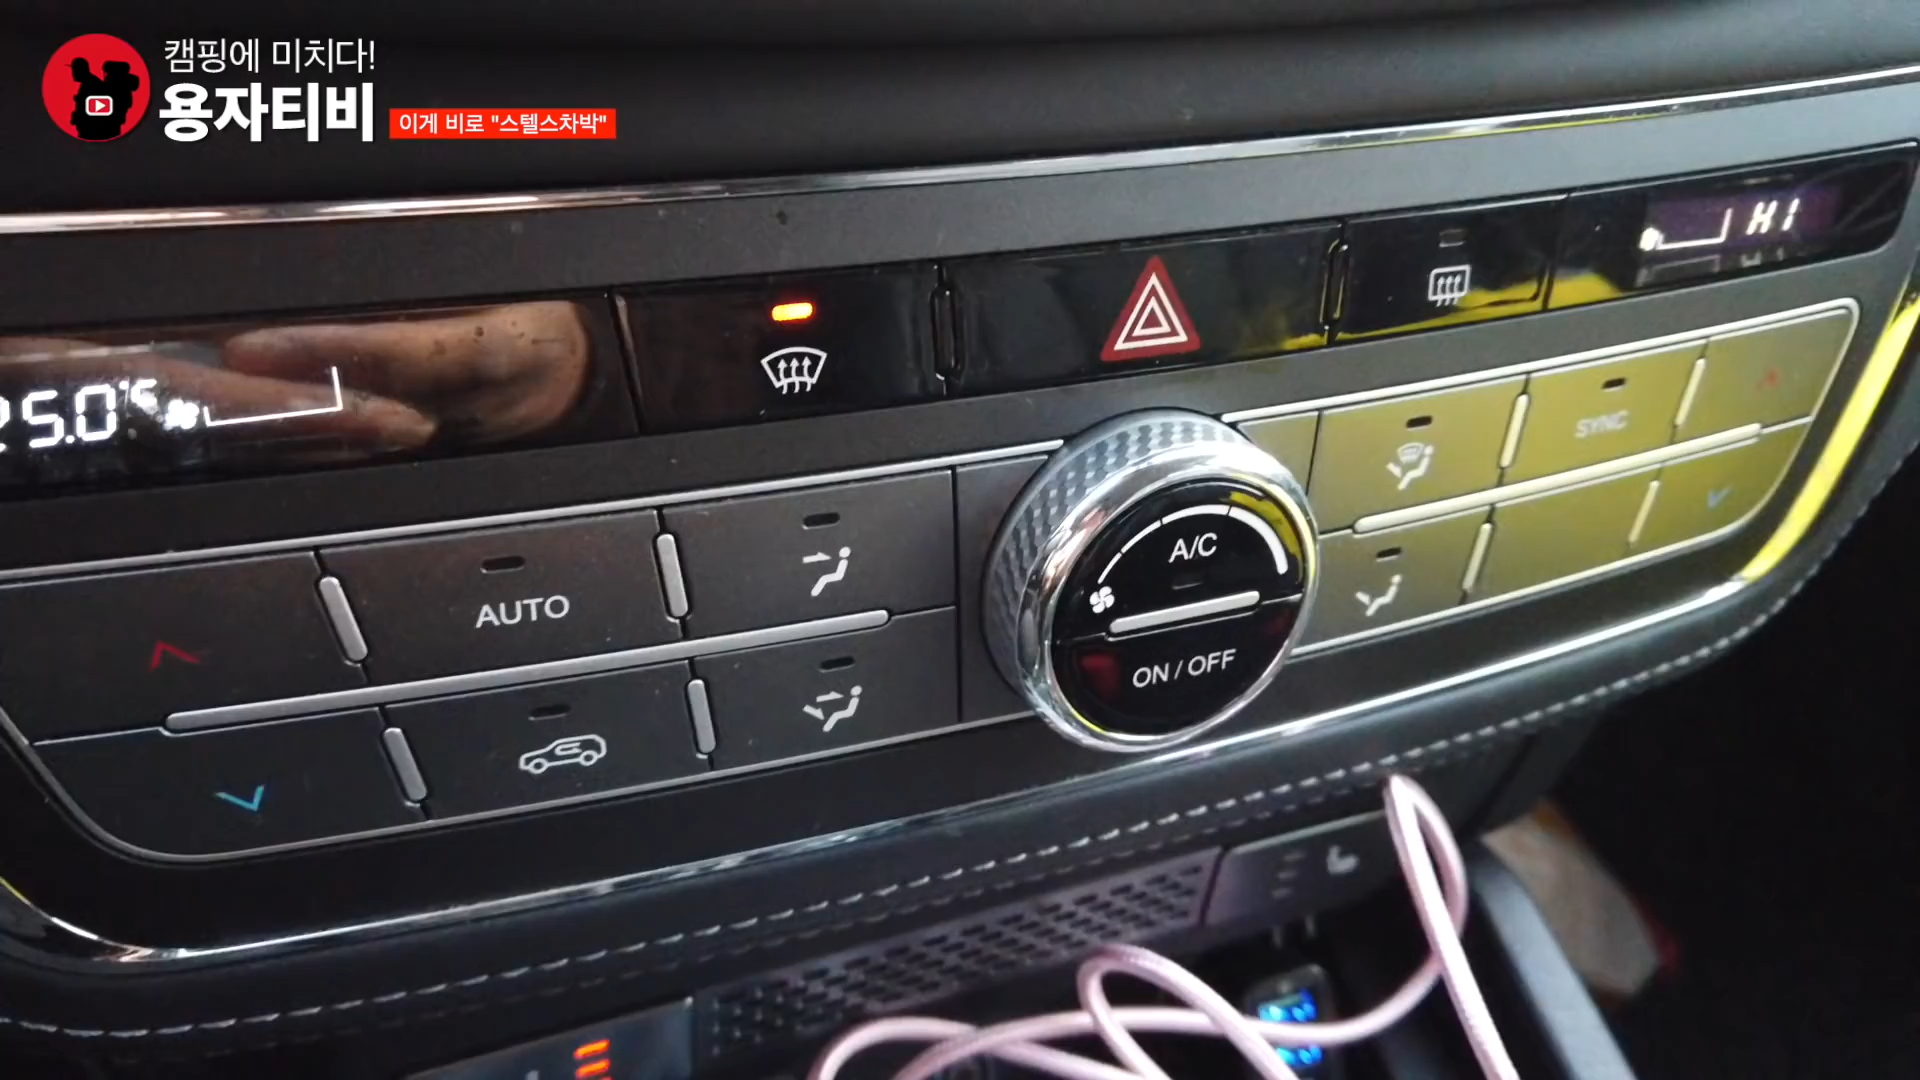 캠핑에 미치다!
용자티비
이게 비로 "스텔스차박"
HI
25.0°C
A/C
SYNC
AUTO
ON / OFF